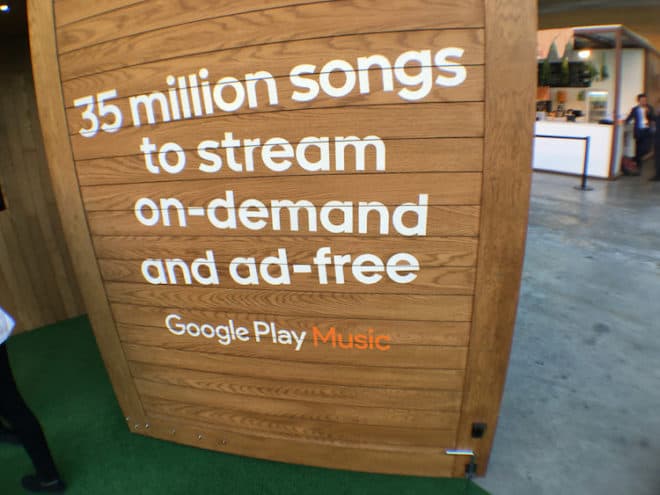 35 million songs
to stream
on-demand
and ad-free
Google Play Music